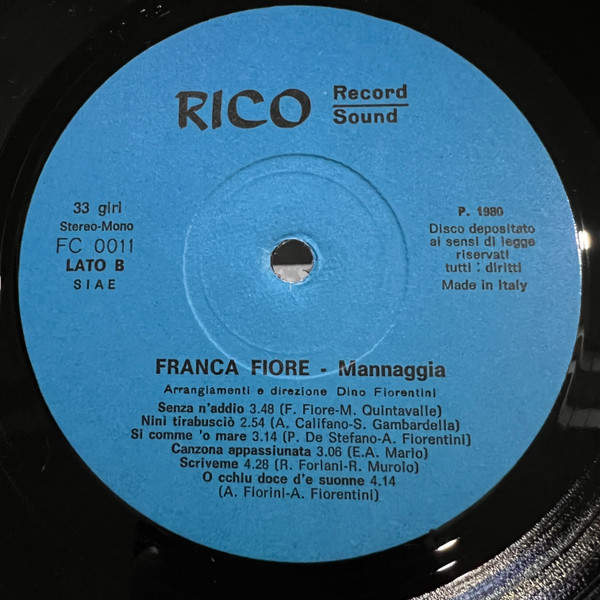 RICO Record Sound
33 giri
Stereo-Mono
FC 0011
LATO B
SIAE
P. 1980
Disco depositato
ai sensi di legge
riservati
tutti : diritti
Made in Italy
FRANCA FIORE - Mannaggia
Arrangiamenti e direzione Dino Fiorentini
Senza n'addio 3.48 (F. Fiore-M. Quintavalle)
Ninì tirabusciò 2.54 (A, Califano-S. Gambardella)
Si comme 'o mare 3.14 (P. De Stefano-A. Fiorentini)
Canzona appassiunata 3.06 (E.A. Mario)
Scriveme 4.28 (R. Forlani-R. Murolo)
O cchiu doce d'e suonne 4.14
(A. Fiorini-A. Fiorentini)